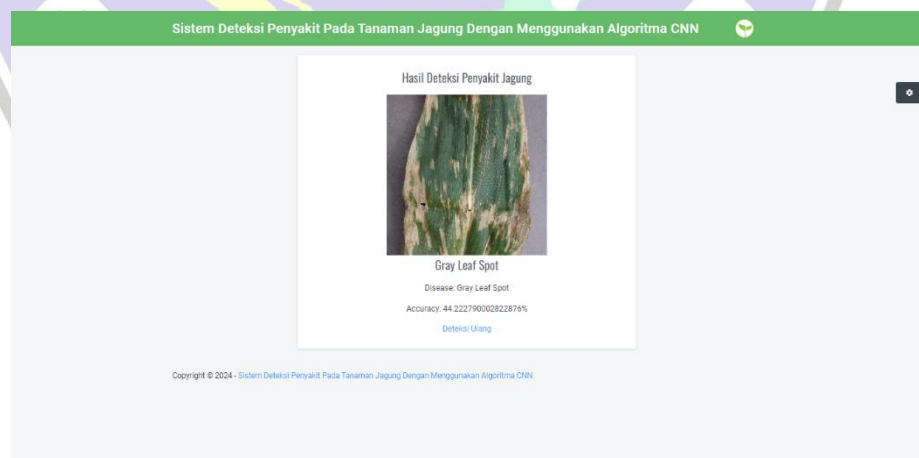 Sistem Deteksi Penyakit Pada Tanaman Jagung Dengan Menggunakan Algoritma CNN
Hasil Deteksi Penyakit Jagung
Gray Leaf Spot
Disease: Gray Leaf Spot
Accuracy: 44.22279000282876%
Deteksi Ulang
Copyright © 2024 - Sistem Deteksi Penyakit Pada Tanaman Jagung Dengan Menggunakan Algoritma CNN